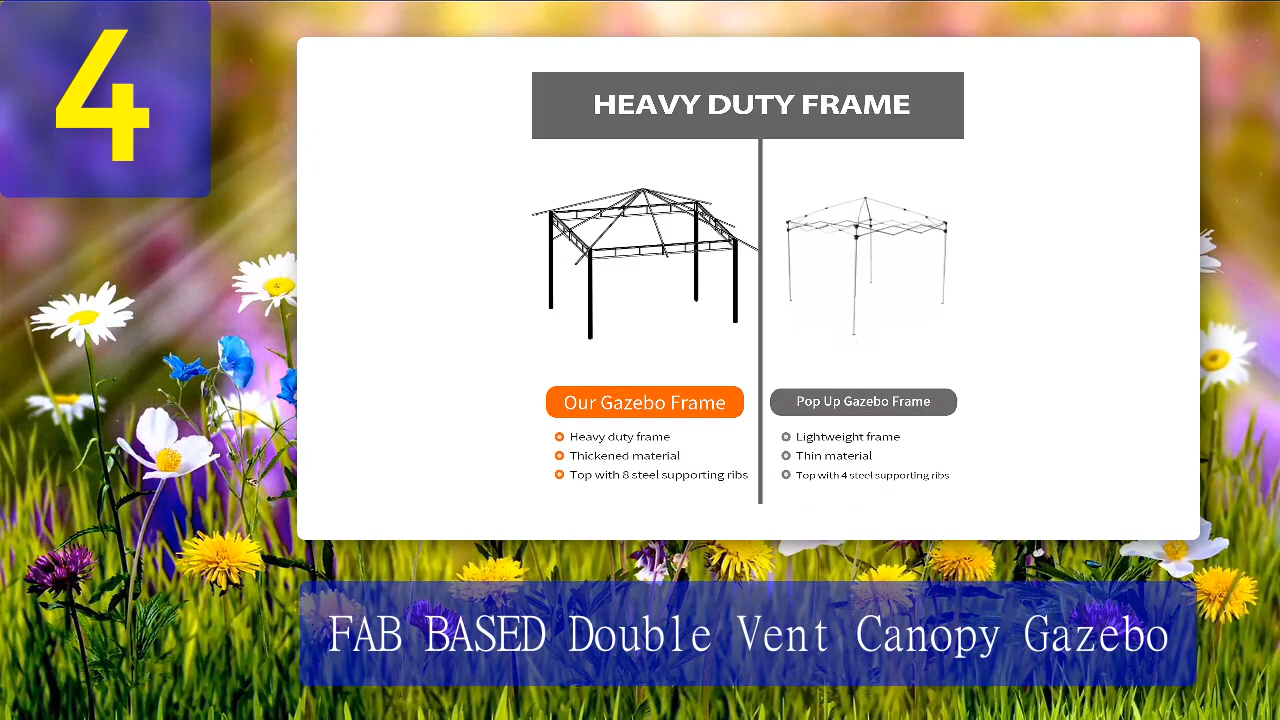 4
HEAVY DUTY FRAME
Our Gazebo Frame
Heavy duty frame
Thickened material
Top with 8 steel supporting ribs
Pop Up Gazebo Frame
Lightweight frame
Thin material
Top with 4 steel supporting ribs
FAB BASED Double Vent Canopy Gazebo